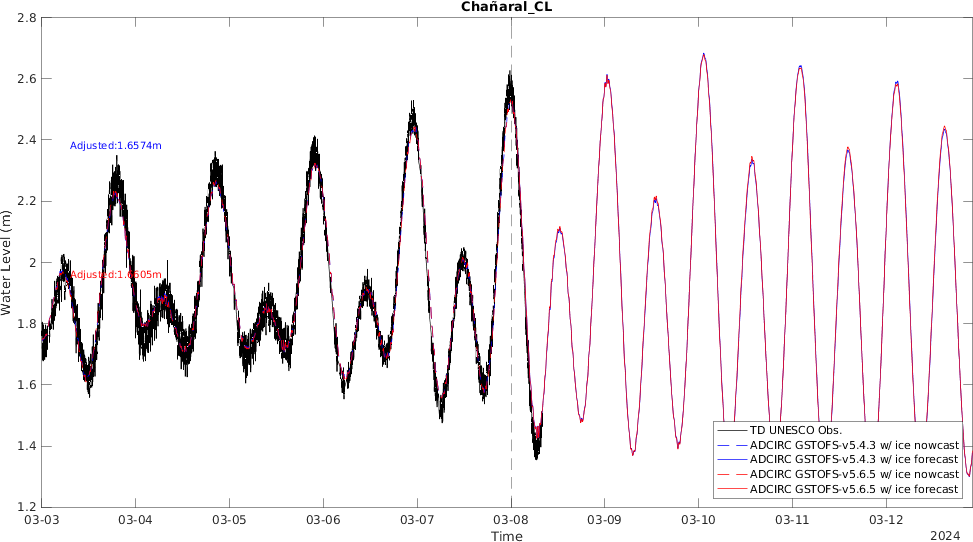 Chañaral_CL
2.8
2.6
2.4
2.2
2
1.8
1.6
1.4
1.2
Water Level (m)
Adjusted:1.6574m
Adjusted:1.6605m
TD UNESCO Obs.
ADCIRC GSTOFS-v5.4.3 w/ ice nowcast
ADCIRC GSTOFS-v5.4.3 w/ ice forecast
ADCIRC GSTOFS-v5.6.5 w/ ice nowcast
ADCIRC GSTOFS-v5.6.5 w/ ice forecast
03-03 03-04 03-05 03-06 03-07 03-08 03-09 03-10 03-11 03-12
Time
2024